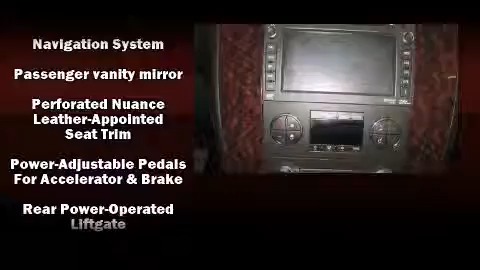 Navigation System
Passenger vanity mirror
Perforated Nuance
Leather-Appointed
Seat Trim
Power-Adjustable Pedals
For Accelerator & Brake
Rear Power-Operated
Liftgate